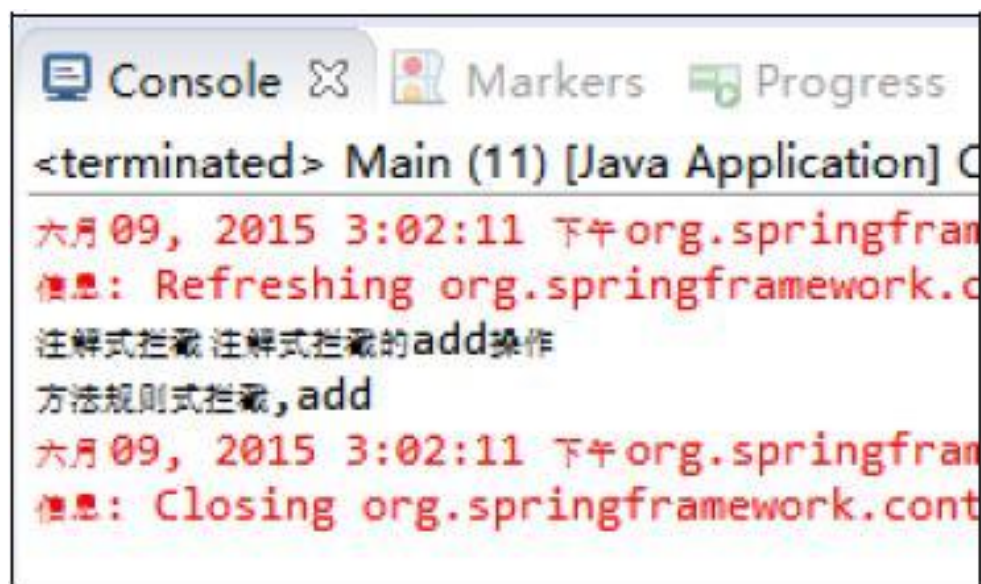 Console Markers Progress
<terminated> Main (11) [Java Application] C
六月 09, 2015 3:02:11 下午 org.springfram
信息: Refreshing org.springframework.c
注解式拦截 注解式拦截的add操作
方法规则式拦截,add
六月 09, 2015 3:02:11 下午 org.springfram
信息: Closing org.springframework.cont